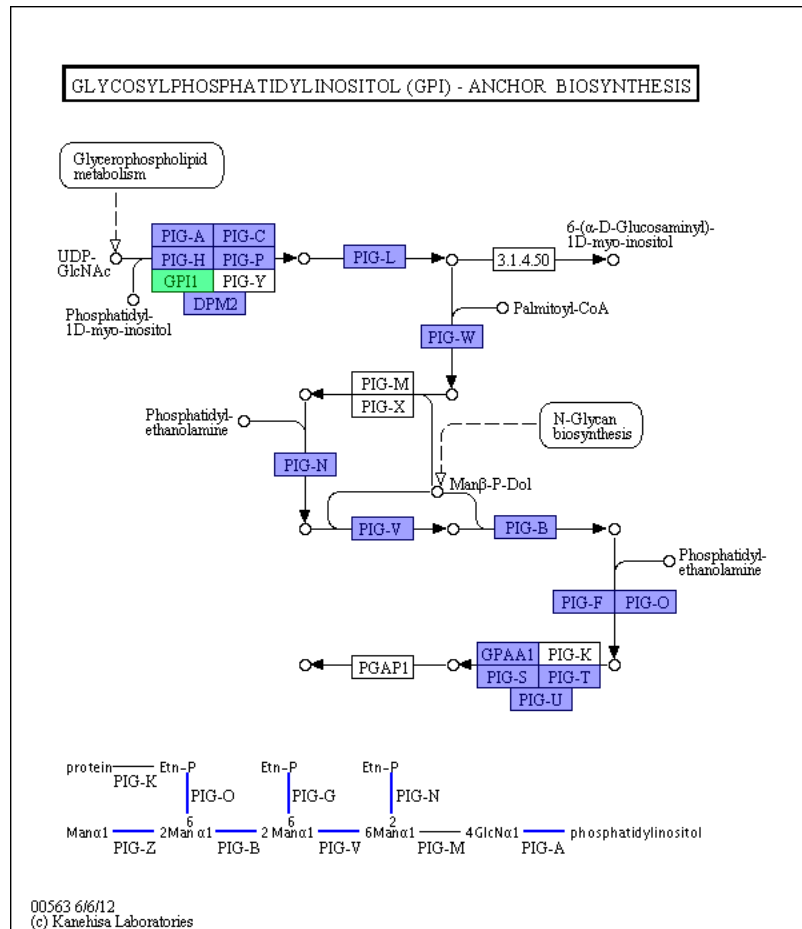 GLYCOSYLPHOSPHATIDYLINOSITOL (GPI) - ANCHOR BIOSYNTHESIS
Glycerophospholipid
metabolism
UDP-
GlcNAc
PIG-A PIG-C
PIG-H PIG-P
GPI1 PIG-Y
DPM2
Phosphatidyl-
1D-myo-inositol
PIG-L
3.1.4.50
6-(α-D-Glucosaminyl)-
1D-myo-inositol
Palmitoyl-CoA
PIG-W
PIG-M
PIG-X
Phosphatidyl-
ethanolamine
N-Glycan
biosynthesis
PIG-N
Manβ-P-Dol
PIG-V
PIG-B
Phosphatidyl-
ethanolamine
PIG-F PIG-O
PGAP1
GPAA1 PIG-K
PIG-S PIG-T
PIG-U
protein Etn-P Etn-P Etn-P
PIG-K
PIG-O PIG-G PIG-N
6 6 2
Manα1 2Manα1 2Manα1 6Manα1 4GlcNα1 phosphatidylinositol
PIG-Z PIG-B PIG-V PIG-M PIG-A
00563 6/6/12
(c) Kanehisa Laboratories